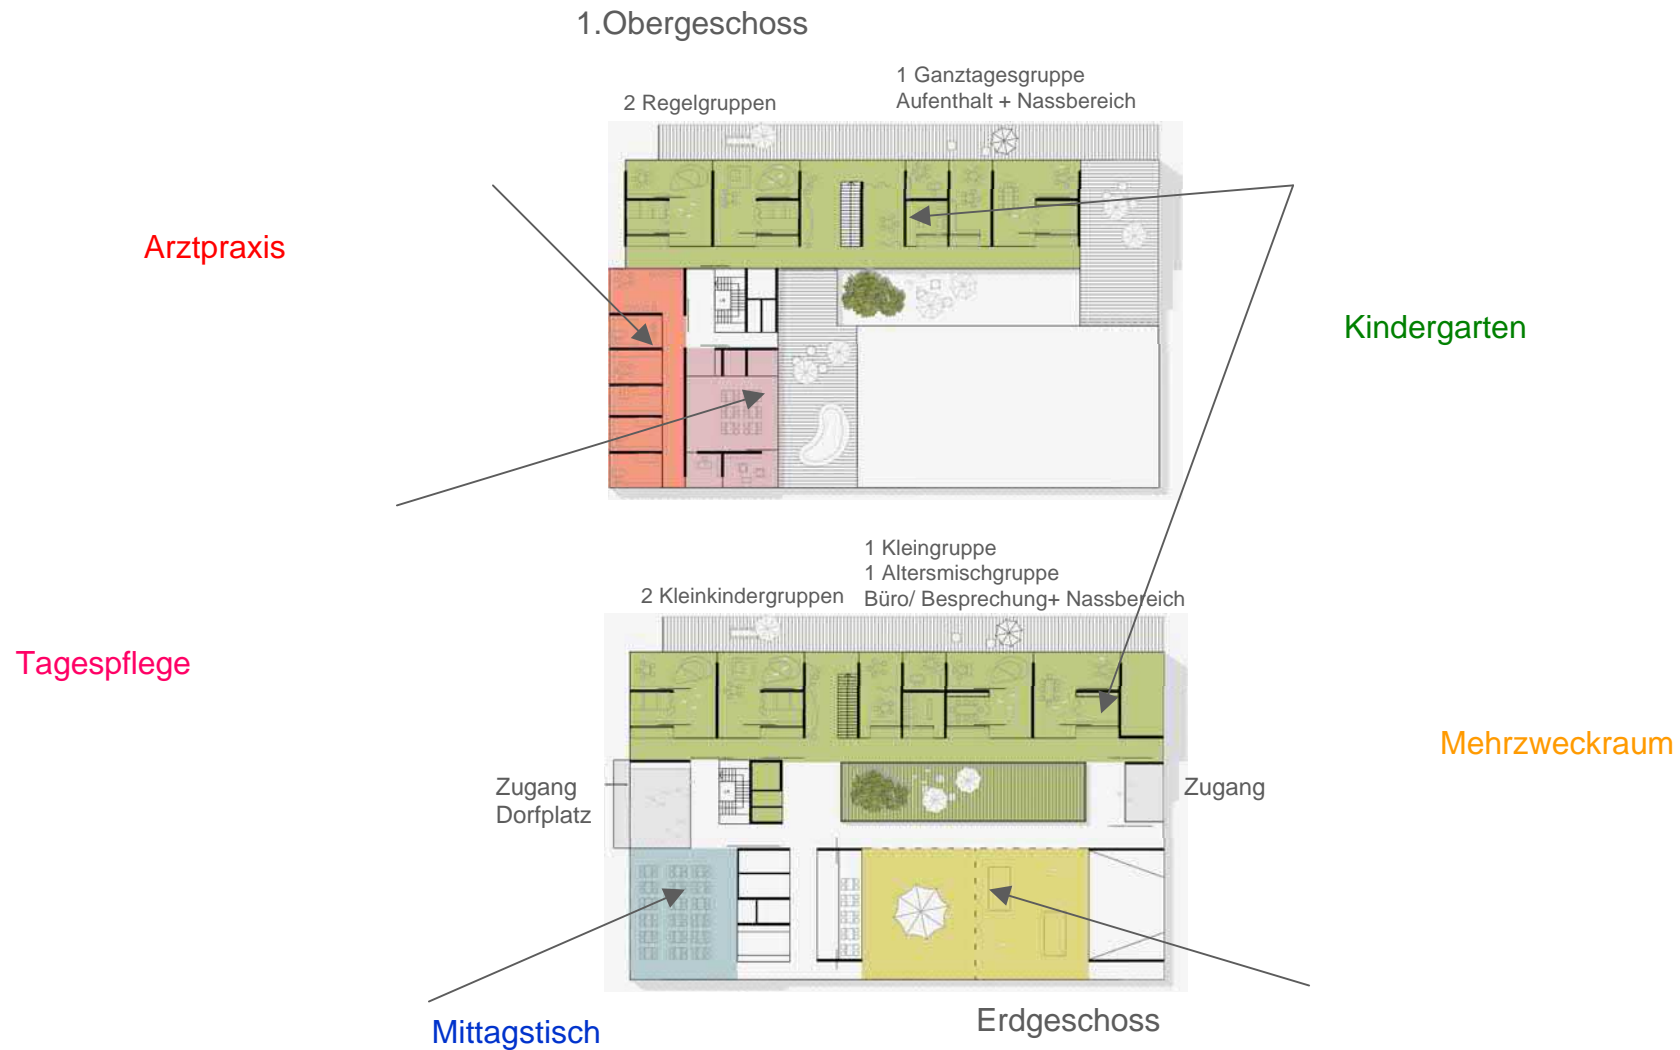 1.Obergeschoss
2 Regelgruppen
1 Ganztagesgruppe
Aufenthalt + Nassbereich
Arztpraxis
Kindergarten
1 Kleingruppe
1 Altersmischgruppe
2 Kleinkindergruppen
Büro/ Besprechung+ Nassbereich
Tagespflege
Mehrzweckraum
Zugang
Dorfplatz
Zugang
Mittagstisch
Erdgeschoss